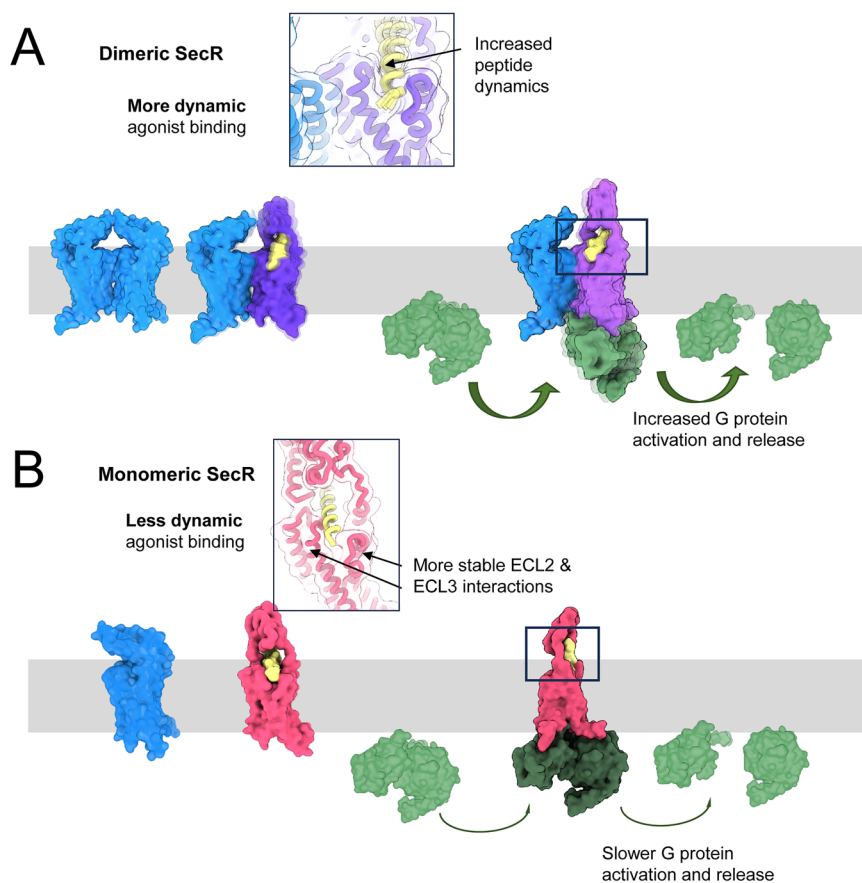 A
Dimeric SecR
More dynamic
agonist binding
Increased
peptide
dynamics
Increased G protein
activation and release
B
Monomeric SecR
Less dynamic
agonist binding
More stable ECL2 &
ECL3 interactions
Slower G protein
activation and release